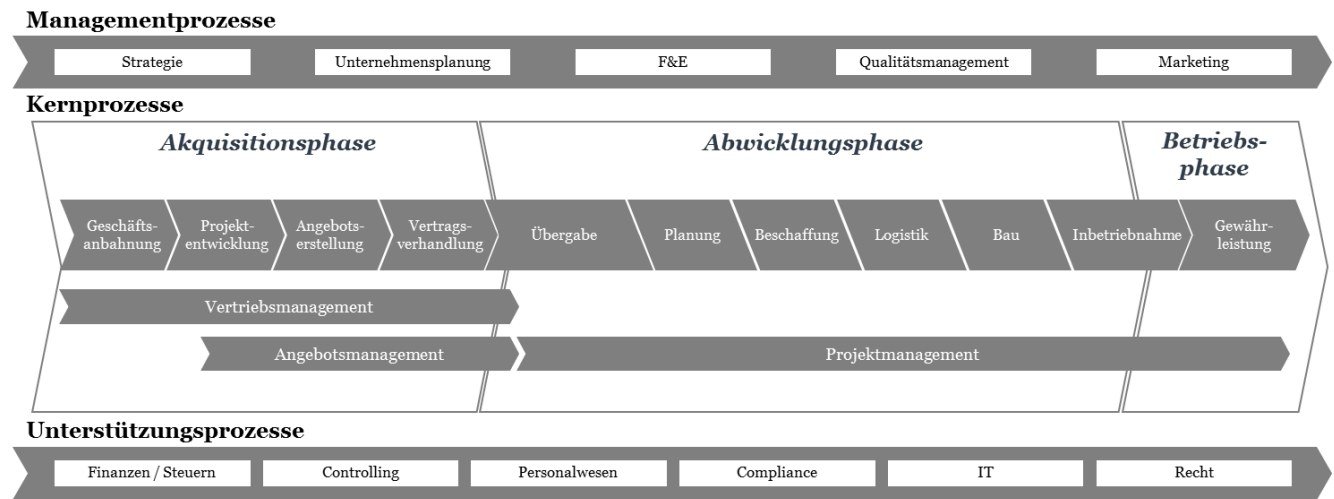 Managementprozesse
Strategie
Unternehmensplanung
F&E
Qualitätsmanagement
Marketing
Kernprozesse
Akquisitionsphase
Abwicklungsphase
Betriebs-
phase
Geschäfts-
anbahnung
Projekt-
entwicklung
Angebots-
erstellung
Vertrags-
verhandlung
Übergabe
Planung
Beschaffung
Logistik
Bau
Inbetriebnahme
Gewähr-
leistung
Vertriebsmanagement
Angebotsmanagement
Projektmanagement
Unterstützungsprozesse
Finanzen / Steuern
Controlling
Personalwesen
Compliance
IT
Recht